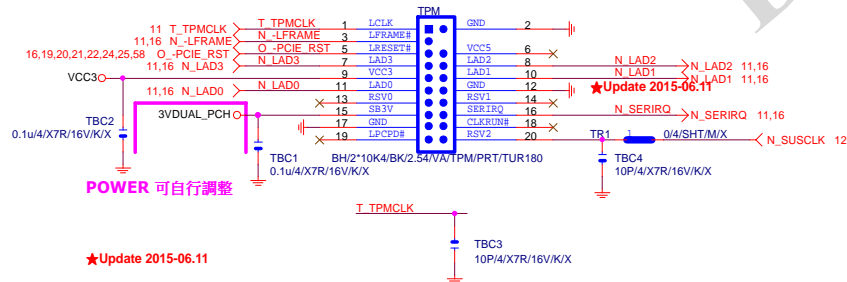 TPM
11 T_TPMCLK T_TPMCLK 1 LCLK GND 2
11,16 N_-LFRAME N_-LFRAME 3 LFRAME#
16,19,20,21,22,24,25,58 O_-PCIE_RST O_-PCIE_RST 5 LRESET# VCC5 6
11,16 N_LAD3 N_LAD3 7 LAD3 LAD2 8 N_LAD2 N_LAD2 11,16
VCC3 9 VCC3 LAD1 10 N_LAD1 N_LAD1 11,16
11,16 N_LAD0 N_LAD0 11 LAD0 GND 12 ★Update 2015-06.11
13 RSV0 RSV1 14
3VDUAL_PCH 15 SB3V SERIRQ 16 N_SERIRQ N_SERIRQ 11,16
17 GND CLKRUN# 18
19 LPCPD# RSV2 20 TR1 1 0/4/SHT/M/X N_SUSCLK 12
TBC2
0.1u/4/X7R/16V/K/X
BH/2*10K4/BK/2.54/VA/TPM/PRT/TUR180
TBC1
0.1u/4/X7R/16V/K/X
TBC4
10P/4/X7R/16V/K/X
POWER 可自行調整
T_TPMCLK
TBC3
10P/4/X7R/16V/K/X
★Update 2015-06.11